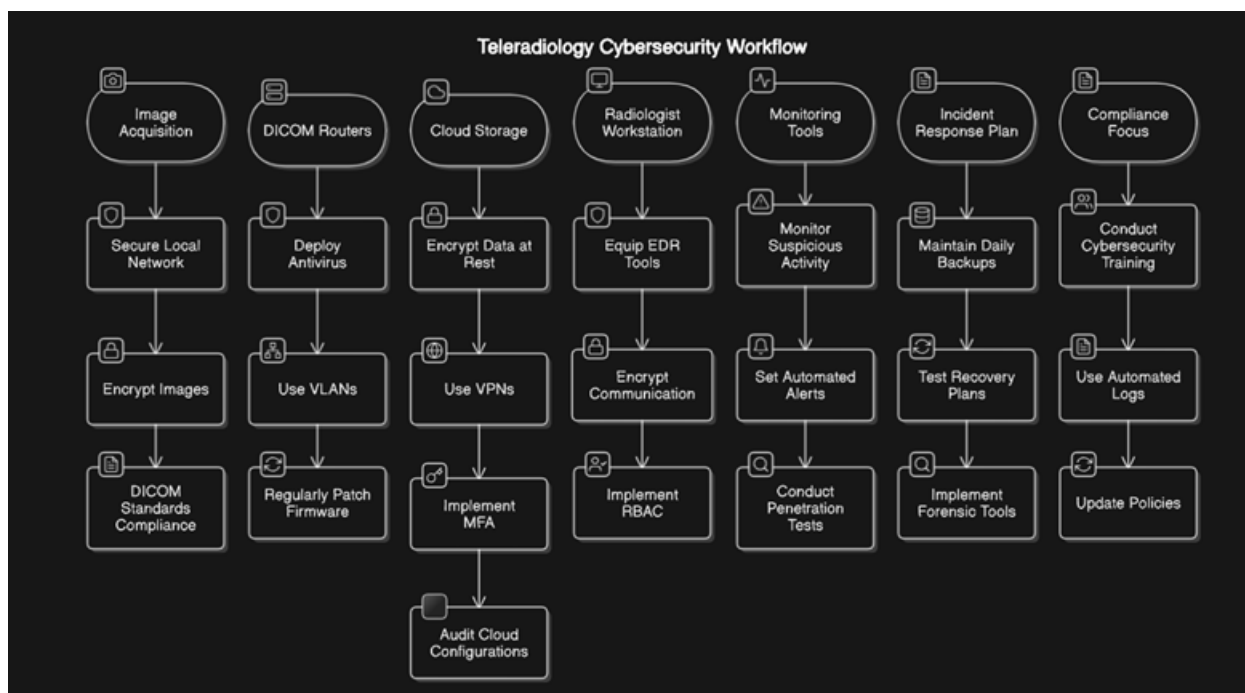 Teleradiology Cybersecurity Workflow
Image
Acquisition
Secure Local
Network
Encrypt Images
DICOM
Standards
Compliance
DICOM Routers
Deploy
Antivirus
Use VLANs
Regularly Patch
Firmware
Cloud Storage
Encrypt Data at
Rest
Use VPNs
Implement
MFA
Audit Cloud
Configurations
Radiologist
Workstation
Equip EDR
Tools
Encrypt
Communication
Implement
RBAC
Monitoring
Tools
Monitor
Suspicious
Activity
Set Automated
Alerts
Conduct
Penetration
Tests
Incident
Response Plan
Maintain Daily
Backups
Test Recovery
Plans
Implement
Forensic Tools
Compliance
Focus
Conduct
Cybersecurity
Training
Use Automated
Logs
Update Policies